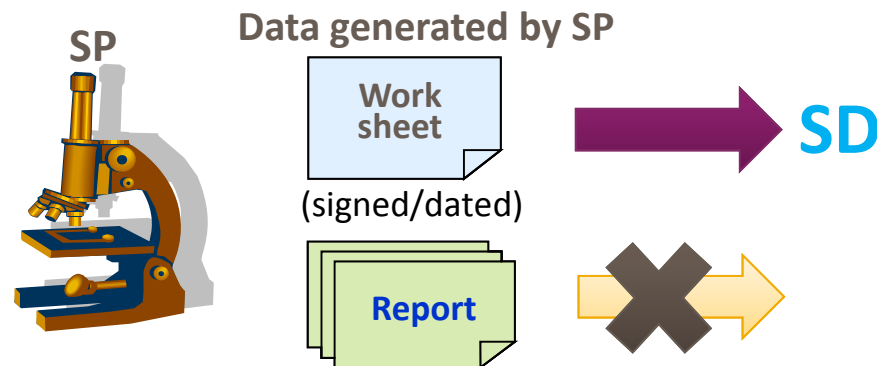 Data generated by SP
SP
Work
sheet
SD
(signed/dated)
Report